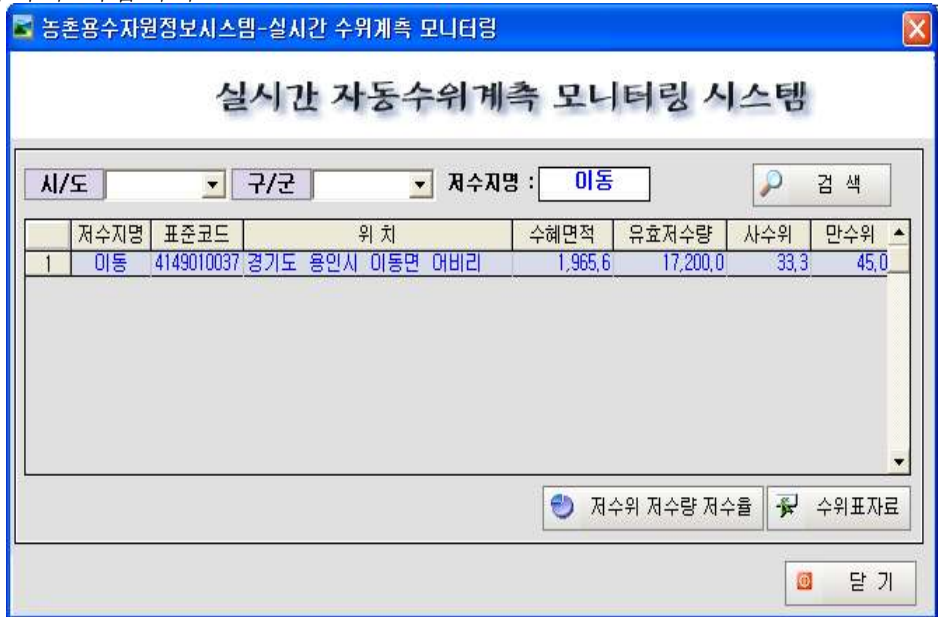 농촌용수자원정보시스템-실시간 수위계측 모니터링
실시간 자동수위계측 모니터링 시스템
시/도 구/군 저수지명 : 이동 검 색
저수지명 표준코드 위 치 수혜면적 유효저수량 사수위 만수위
1 이동 4149010037 경기도 용인시 이동면 어비리 1,965,6 17,200,0 33,3 45,0
저수위 저수량 저수율 수위표자료
닫 기